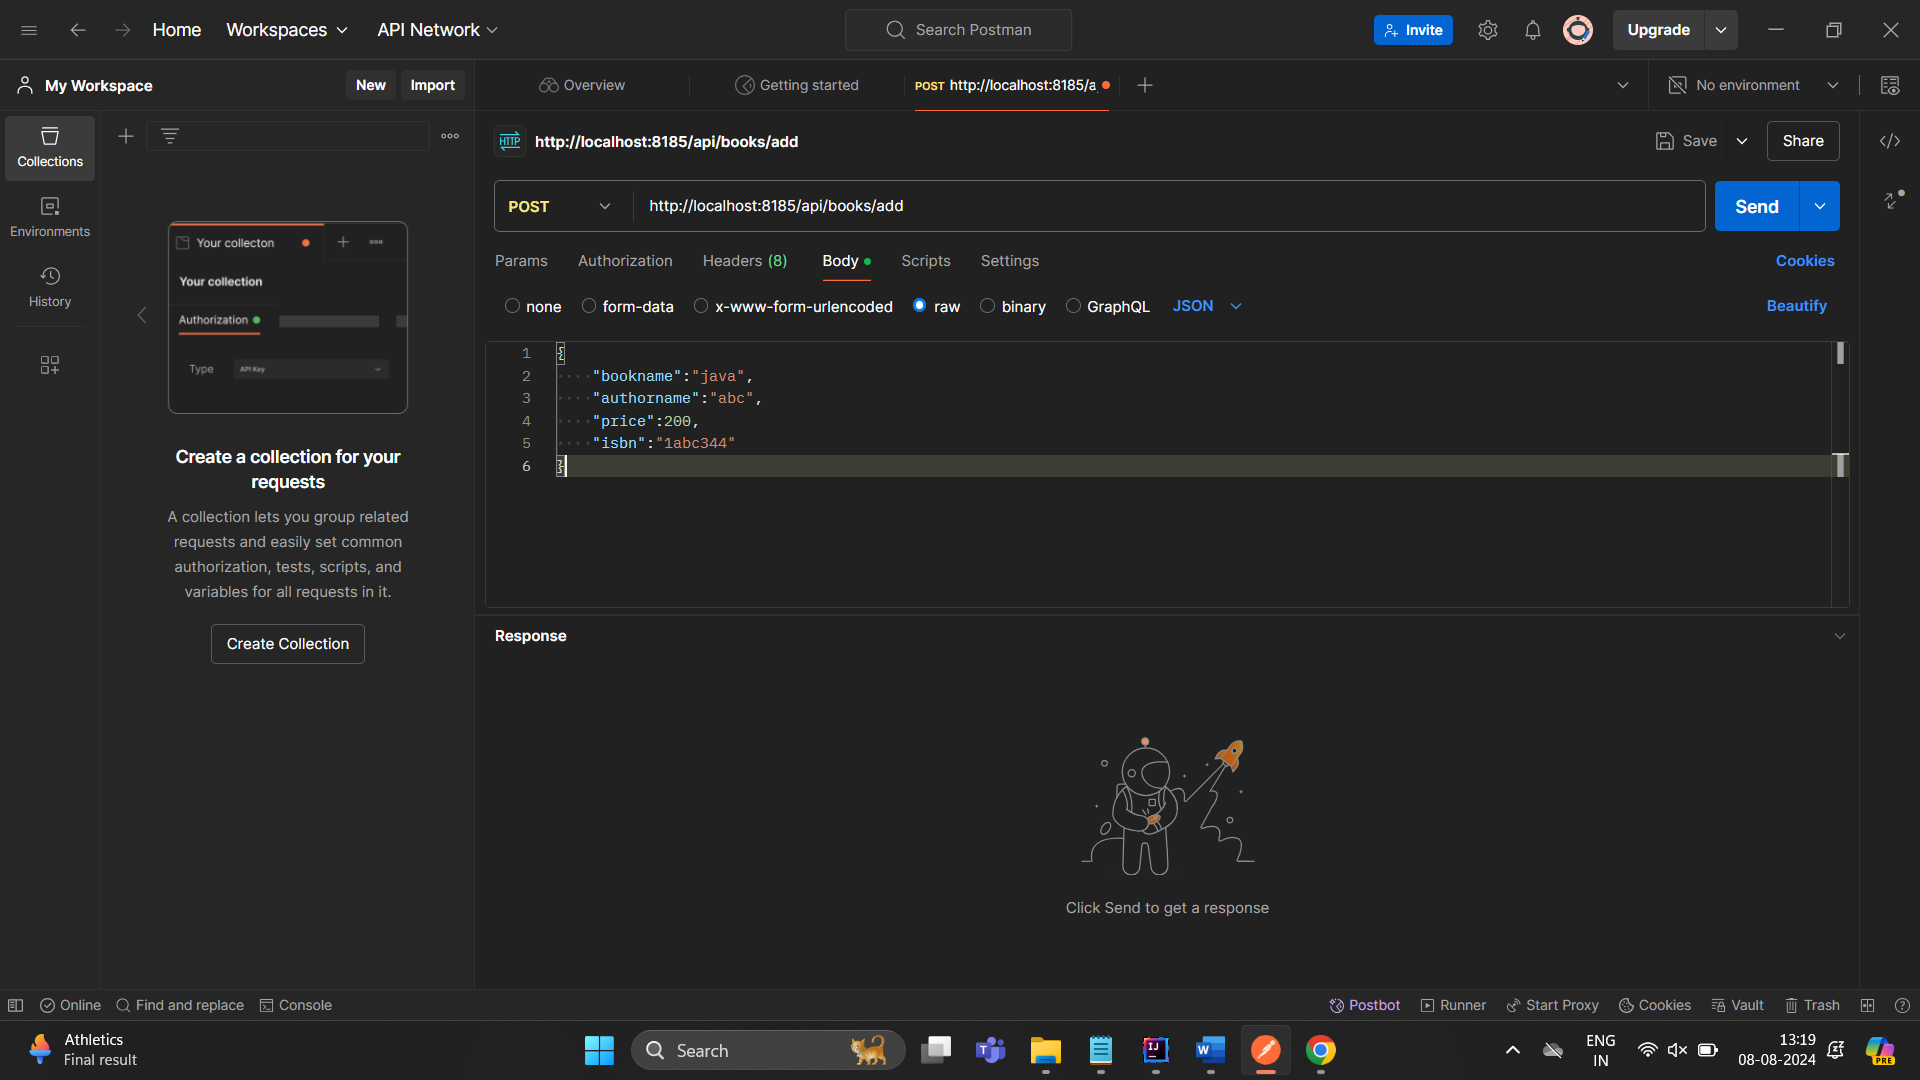 Home
Workspaces
API Network
Search Postman
Invite
Upgrade
My Workspace
New
Import
Overview
Getting started
POST http://localhost:8185/a
No environment
Collections
Environments
History
Your collecton
Your collection
Authorization
Type
API Key
Create a collection for your
requests
A collection lets you group related
requests and easily set common
authorization, tests, scripts, and
variables for all requests in it.
Create Collection
HTTP
http://localhost:8185/api/books/add
Save
Share
POST
http://localhost:8185/api/books/add
Send
Params
Authorization
Headers (8)
Body
Scripts
Settings
Cookies
none
form-data
x-www-form-urlencoded
raw
binary
GraphQL
JSON
Beautify
1 {
2 "bookname":"java",
3 "authorname":"abc",
4 "price":200,
5 "isbn":"1abc344"
6 }
Response
Click Send to get a response
Online
Find and replace
Console
Postbot
Runner
Start Proxy
Cookies
Vault
Trash
Athletics
Final result
Search
ENG
IN
13:19
08-08-2024
PRE